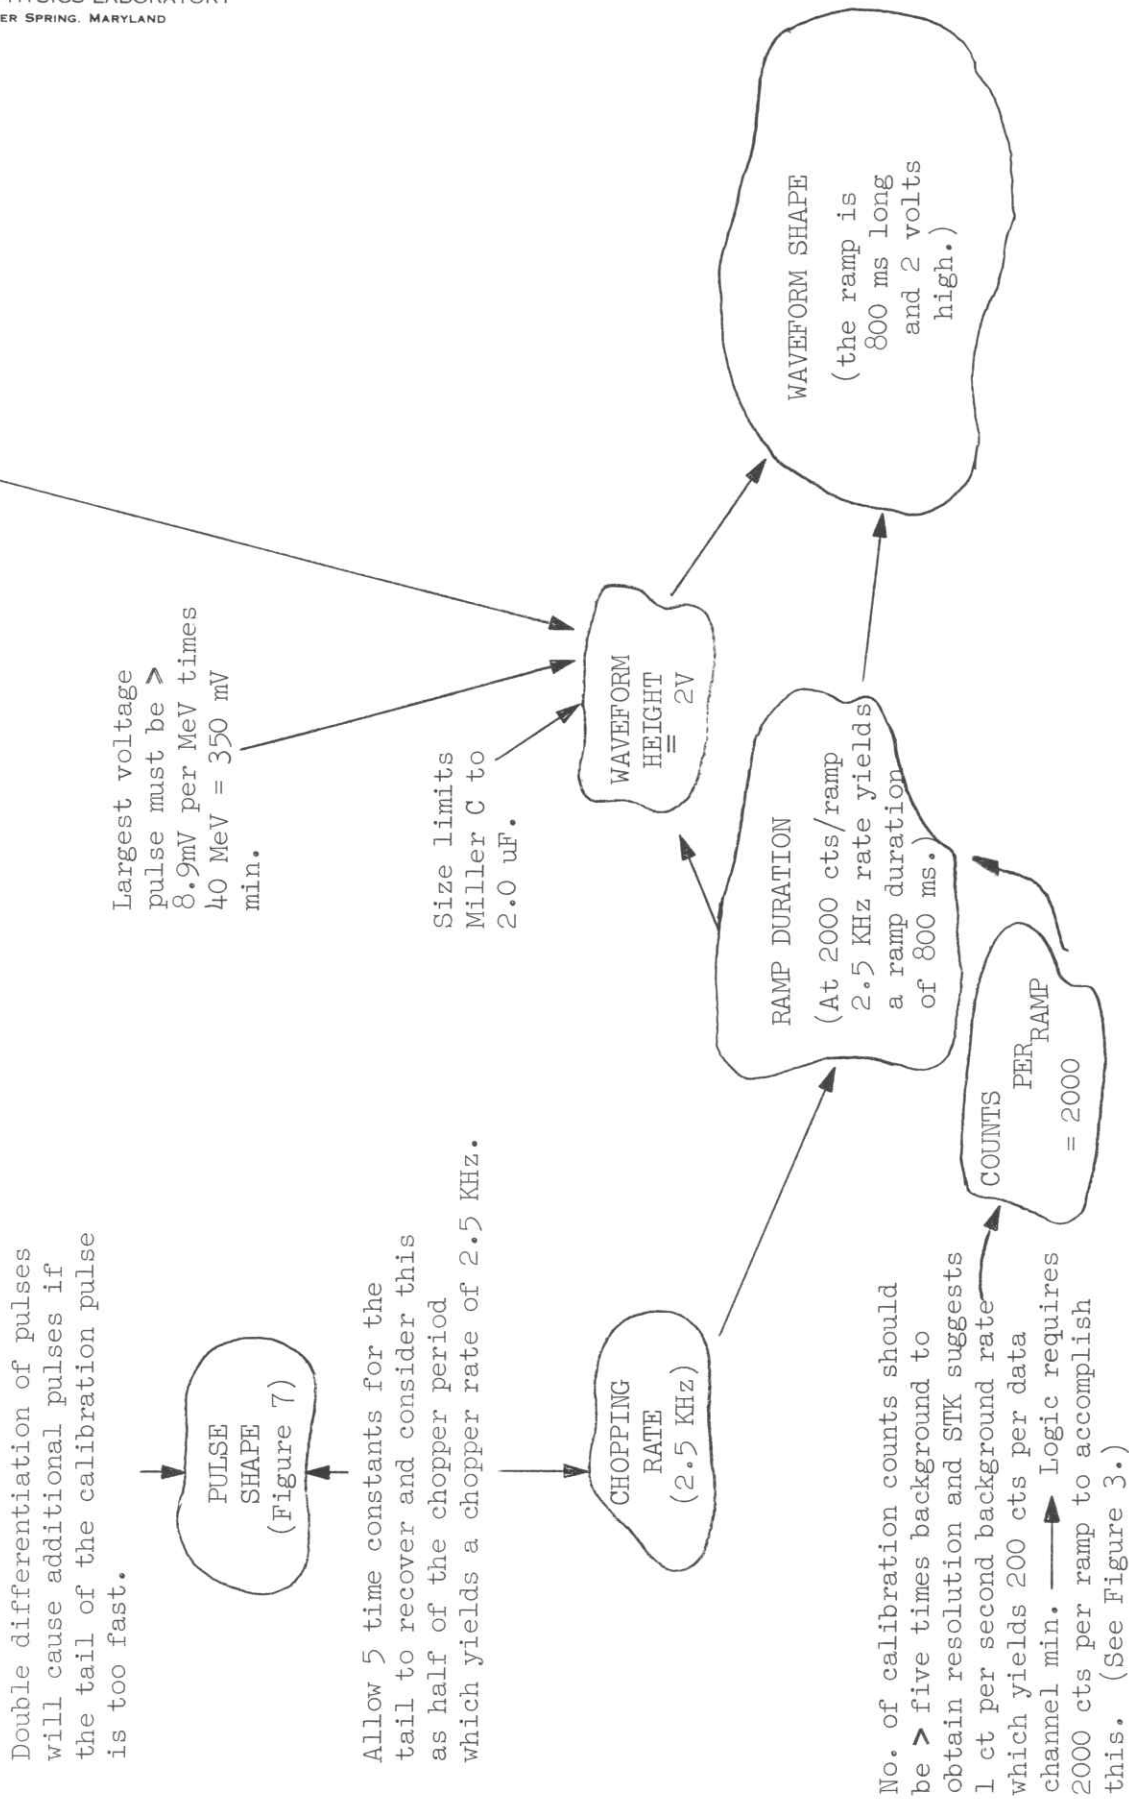 PHYSICS LABORATORY
SPRING, MARYLAND
Double differentiation of pulses
will cause additional pulses if
the tail of the calibration pulse
is too fast.
PULSE
SHAPE
(Figure 7)
Allow 5 time constants for the
tail to recover and consider this
as half of the chopper period
which yields a chopper rate of 2.5 KHz.
CHOPPING
RATE
(2.5 KHz)
No. of calibration counts should
be > five times background to
obtain resolution and STK suggests
1 ct per second background rate
which yields 200 cts per data
channel min. Logic requires
2000 cts per ramp to accomplish
this. (See Figure 3.)
COUNTS
PER RAMP
= 2000
RAMP DURATION
(At 2000 cts/ramp
2.5 KHz rate yields
a ramp duration
of 800 ms.)
Largest voltage
pulse must be >
8.9mV per MeV times
40 MeV = 350 mV
min.
Size limits
Miller C to
2.0 uF.
WAVEFORM
HEIGHT
= 2V
WAVEFORM SHAPE
(the ramp is
800 ms long
and 2 volts
high.)